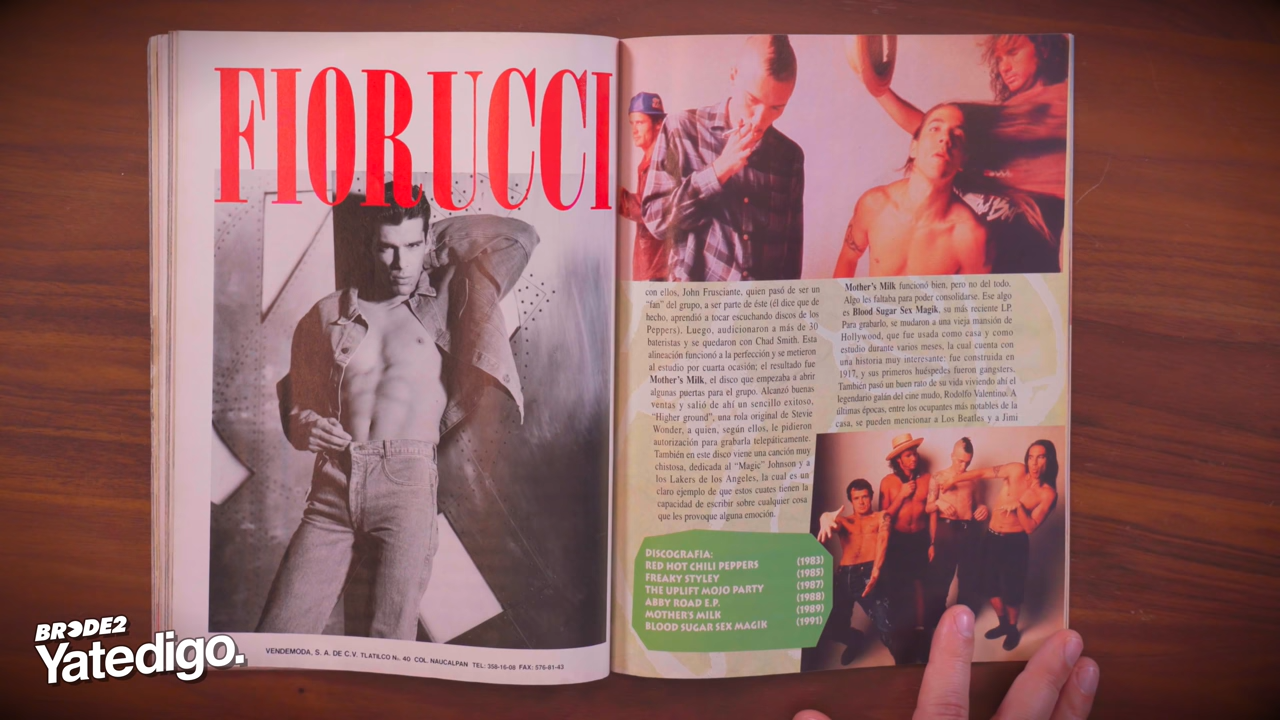 FIORUCCI
VENDEMODA, S. A. DE C.V. TLATILCO No. 40 COL. NAUCALPAN TEL: 358-16-08 FAX: 576-81-43
con ellos, John Frusciante, quien pasó de ser un
"fan" del grupo, a ser parte de éste (él dice que de
hecho, aprendió a tocar escuchando discos de los
Peppers). Luego, audicionaron a más de 30
bateristas y se quedaron con Chad Smith. Esta
alineación funcionó a la perfección y se metieron
al estudio por cuarta ocasión; el resultado fue
Mother's Milk, el disco que empezaba a abrir
algunas puertas para el grupo. Alcanzó buenas
ventas y salió de ahí un sencillo exitoso,
"Higher ground", una rola original de Stevie
Wonder, a quien, según ellos, le pidieron
autorización para grabarla telepáticamente.
También en este disco viene una canción muy
chistosa, dedicada al "Magic" Johnson y a
los Lakers de los Angeles, la cual es un
claro ejemplo de que estos cuates tienen la
capacidad de escribir sobre cualquier cosa
que les provoque alguna emoción.
Mother's Milk funcionó bien, pero no del todo.
Algo les faltaba para poder consolidarse. Ese algo
es Blood Sugar Sex Magik, su más reciente LP.
Para grabarlo, se mudaron a una vieja mansión de
Hollywood, que fue usada como casa y como
estudio durante varios meses, la cual cuenta con
una historia muy interesante: fue construida en
1917, y sus primeros huéspedes fueron gangsters.
También pasó un buen rato de su vida viviendo ahí el
legendario galán del cine mudo, Rodolfo Valentino. A
últimas épocas, entre los ocupantes más notables de la
casa, se pueden mencionar a Los Beatles y a Jimi
DISCOGRAFIA:
RED HOT CHILI PEPPERS (1983)
FREAKY STYLEY (1985)
THE UPLIFT MOJO PARTY (1987)
ABBY ROAD E.P. (1988)
MOTHER'S MILK (1989)
BLOOD SUGAR SEX MAGIK (1991)
BRODE2
Yatedigo.